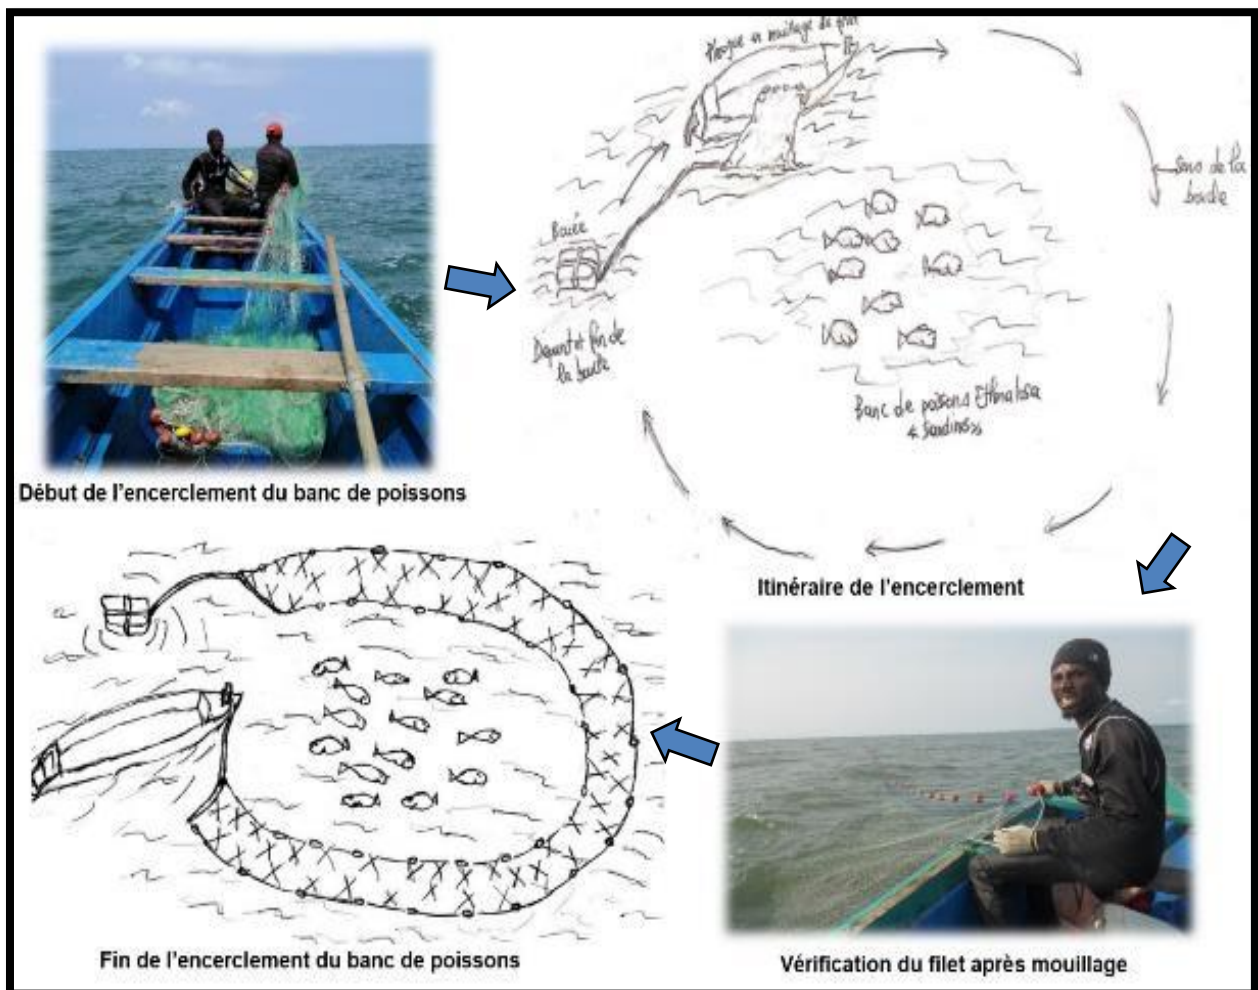 Début de l'encerclement du banc de poissons
mouillage de
sens de la
boucle
Bouée
Départ et fin de
la boucle
Banc de poissons Ethmalosa
« Sardines »
Itinéraire de l'encerclement
Fin de l'encerclement du banc de poissons
Vérification du filet après mouillage